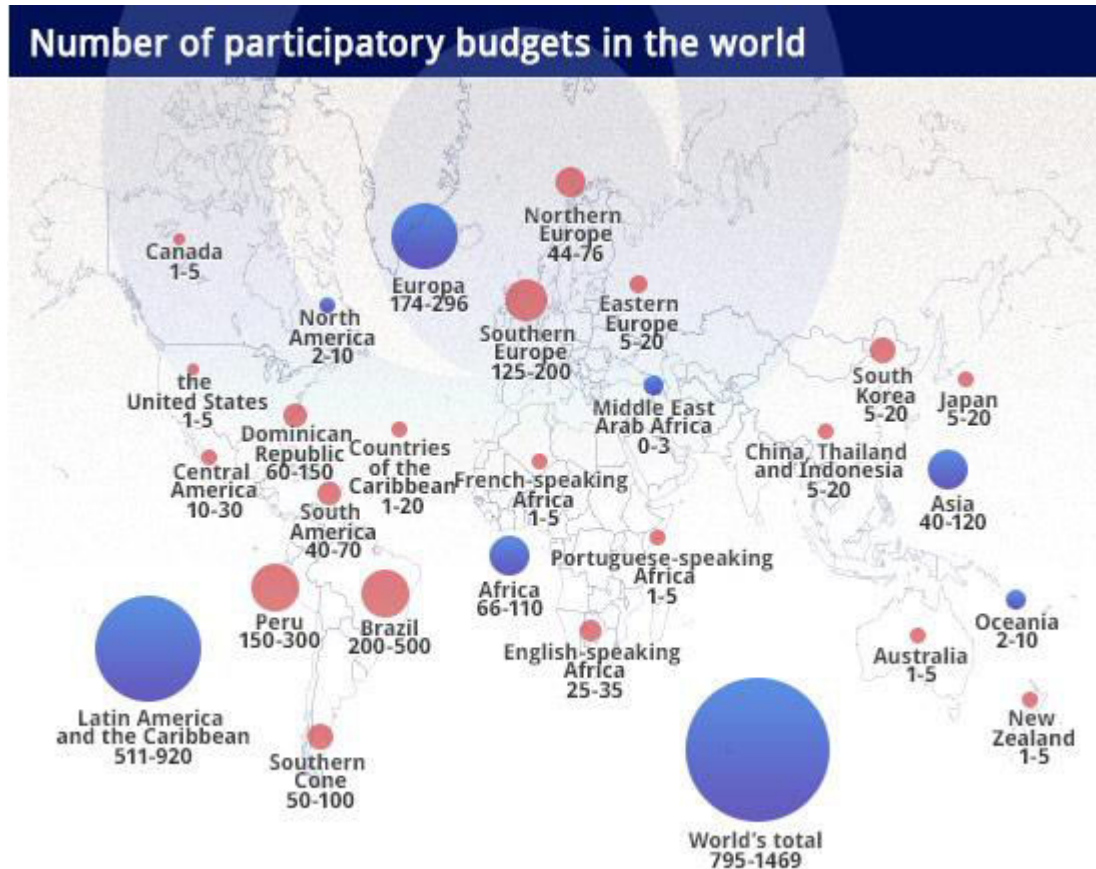 Number of participatory budgets in the world
Northern
Europe
44-76
Canada
1-5
Europa
174-296
Eastern
Europe
5-20
North
America
2-10
Southern
Europe
125-200
the
United States
1-5
Middle East
Arab Africa
0-3
South
Korea
5-20
Japan
5-20
Dominican
Republic
60-150
Countries
of the
Caribbean
1-20
Central
America
10-30
French-speaking
Africa
1-5
China, Thailand
and Indonesia
5-20
Asia
40-120
South
America
40-70
Africa
66-110
Portuguese-speaking
Africa
1-5
Peru
150-300
Brazil
200-500
English-speaking
Africa
25-35
Oceania
2-10
Australia
1-5
Latin America
and the Caribbean
511-920
New
Zealand
1-5
Southern
Cone
50-100
World's total
795-1469